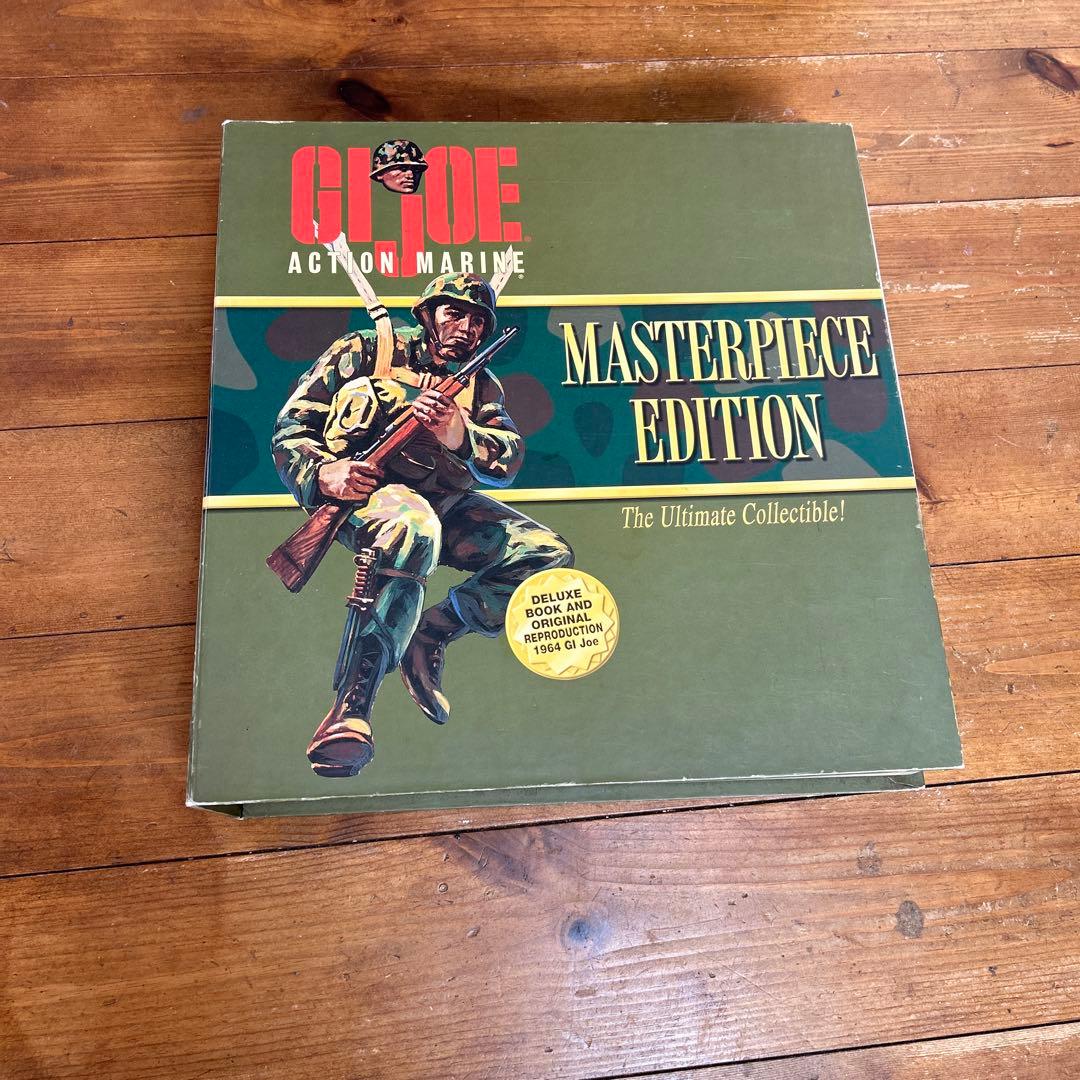 GI JOE
ACTION MARINE
MASTERPIECE
EDITION
The Ultimate Collectible!
DELUXE
BOOK AND
ORIGINAL
REPRODUCTION
1964 GI Joe